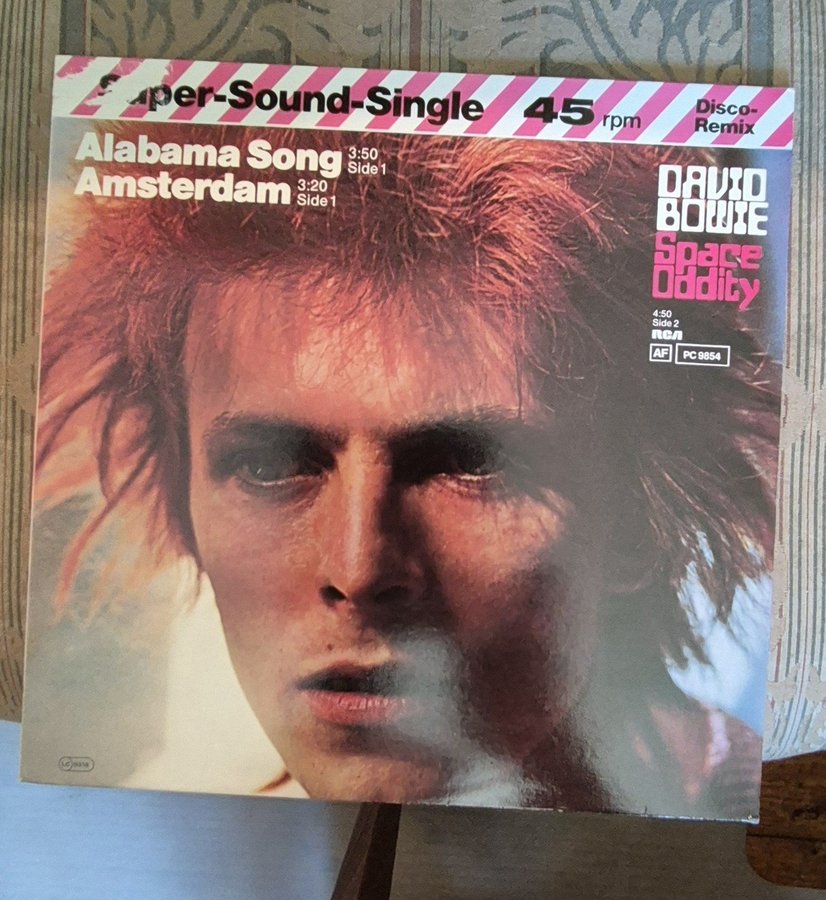 Super-Sound-Single 45 rpm Disco-Remix
Alabama Song 3:50 Side 1
Amsterdam 3:20 Side 1
DAVID
BOWIE
Space
Oddity
4:50
Side 2
RCA
AF PC 9854
LC